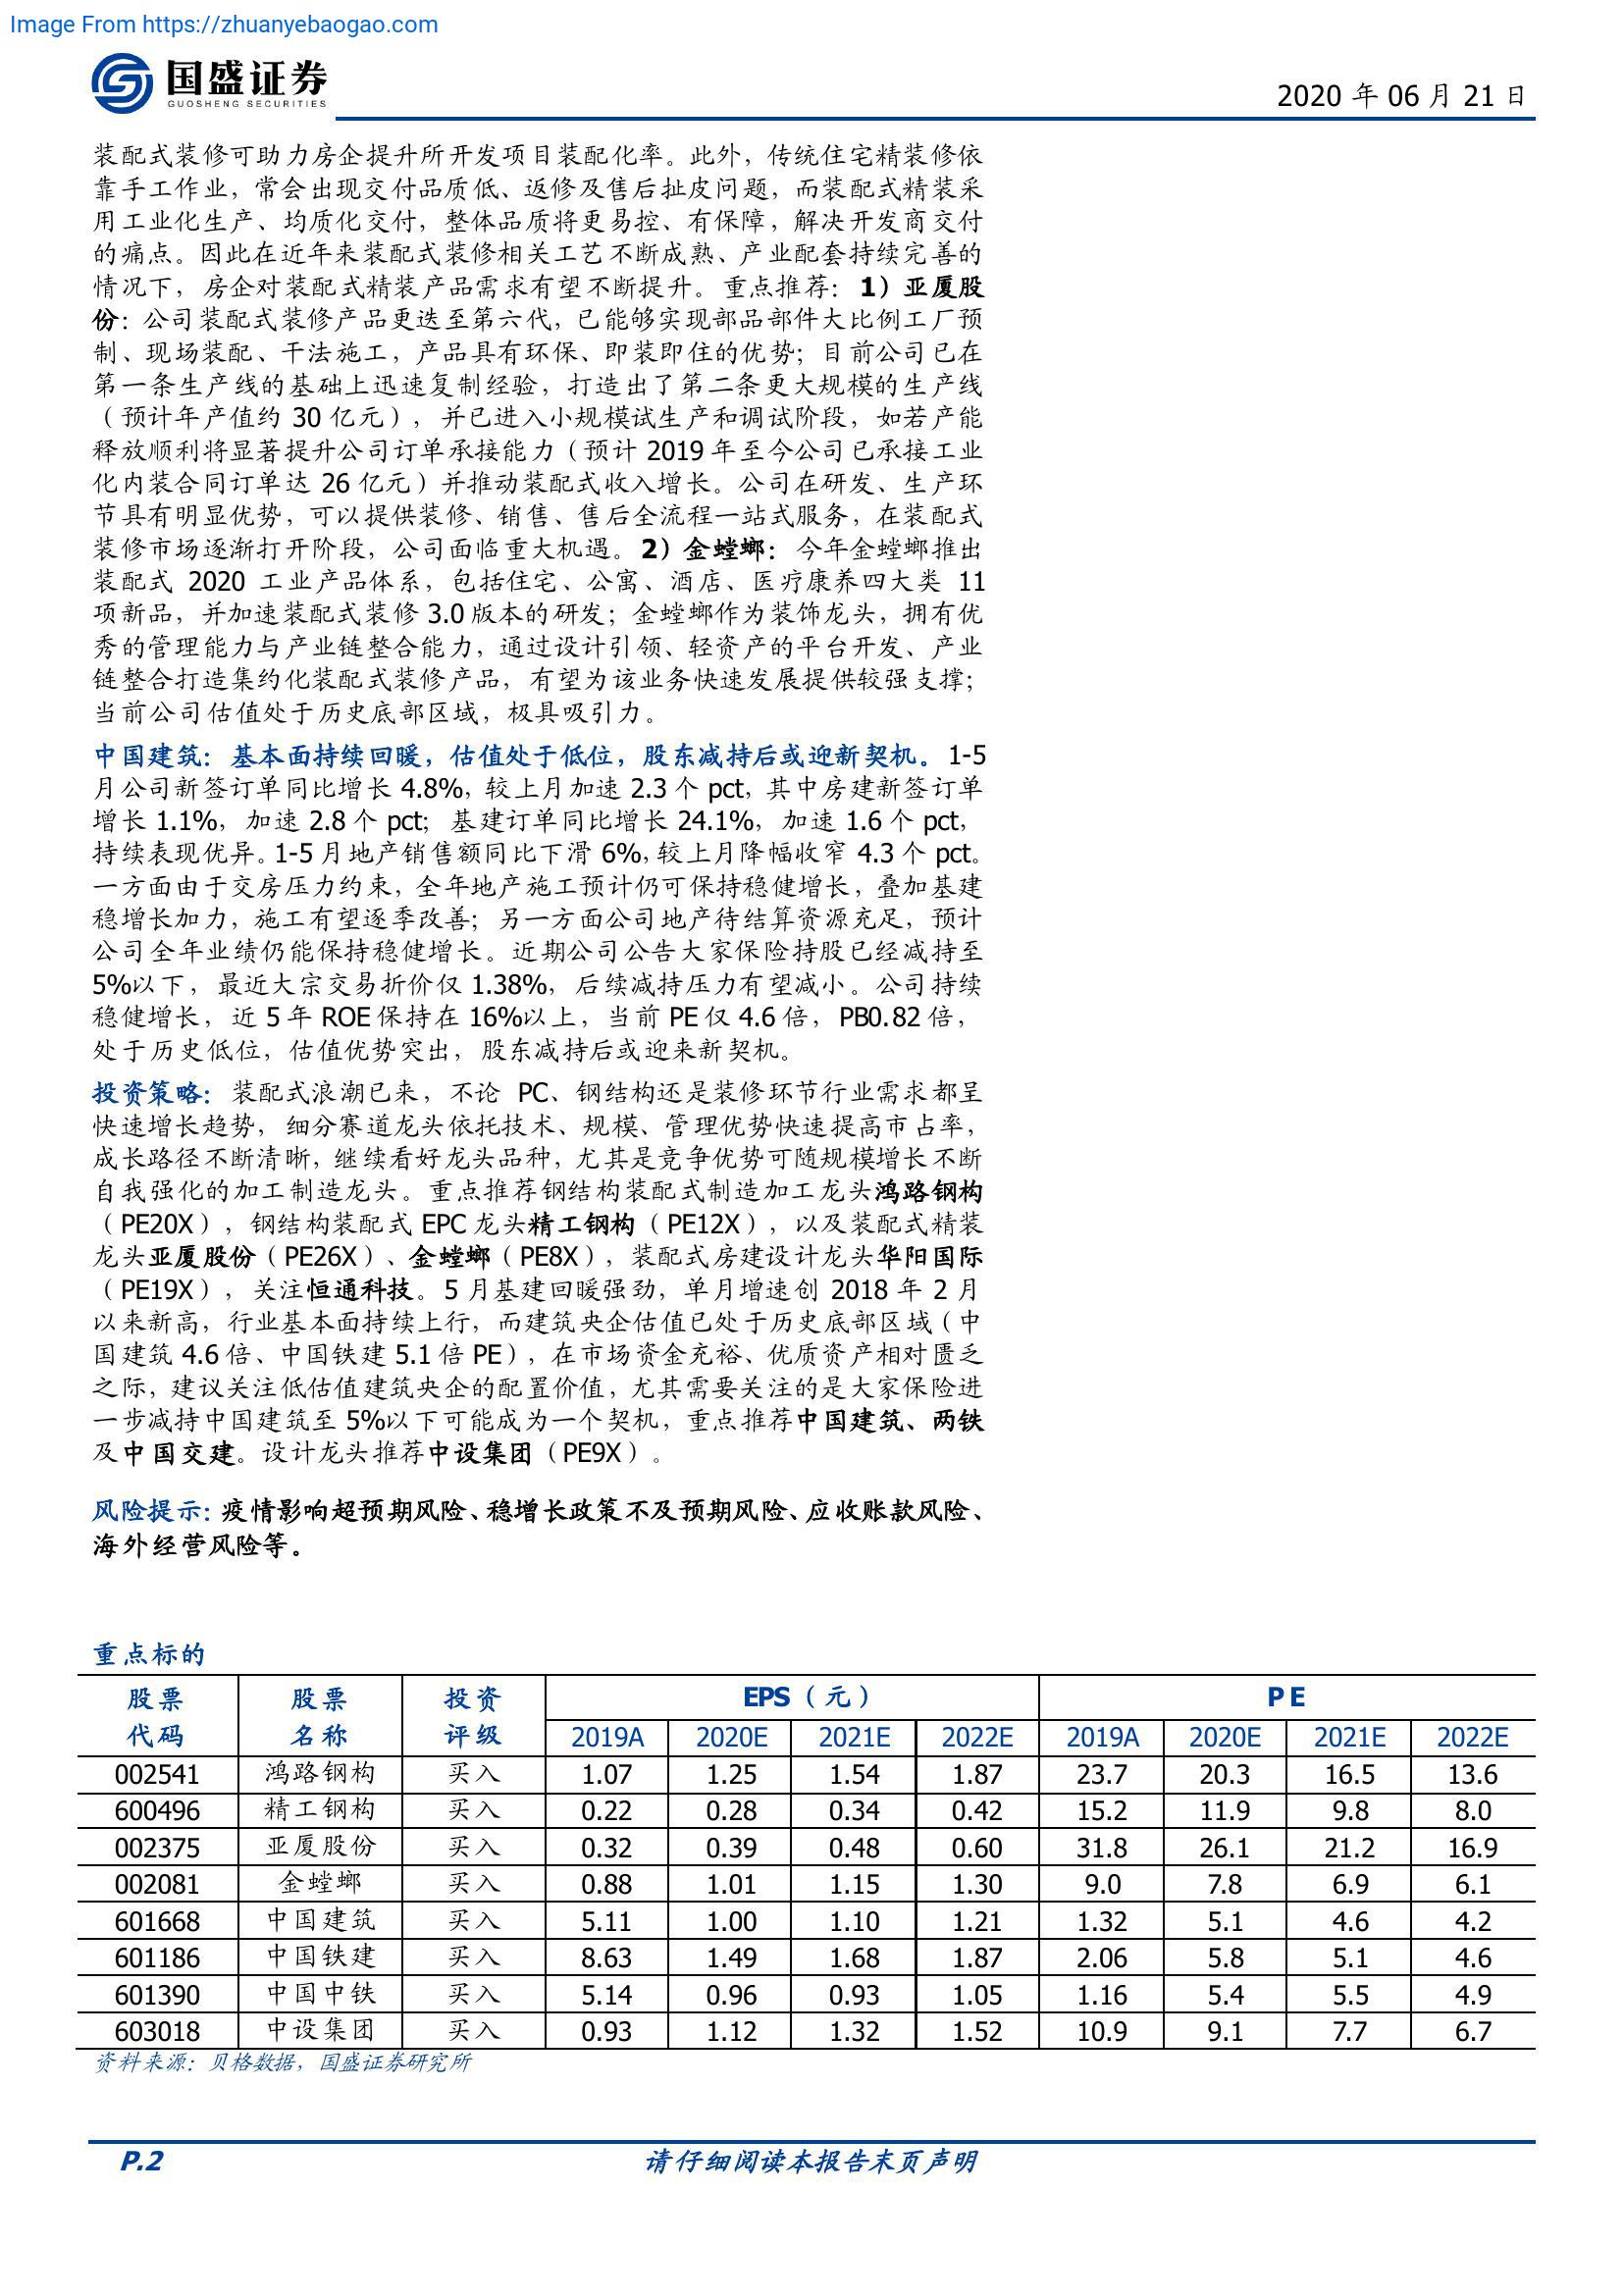 Image From https://zhuanyebaogao.com
国盛证券
GUOSHENG SECURITIES
2020 年 06 月 21 日
装配式装修可助力房企提升所开发项目装配化率。此外，传统住宅精装修依
靠手工作业，常会出现交付品质低、返修及售后扯皮问题，而装配式精装采
用工业化生产、均质化交付，整体品质将更易控、有保障，解决开发商交付
的痛点。因此在近年来装配式装修相关工艺不断成熟、产业配套持续完善的
情况下，房企对装配式精装产品需求有望不断提升。重点推荐：1）亚厦股
份：公司装配式装修产品更迭至第六代，已能够实现部品部件大比例工厂预
制、现场装配、干法施工，产品具有环保、即装即住的优势；目前公司已在
第一条生产线的基础上迅速复制经验，打造出了第二条更大规模的生产线
（预计年产值约 30 亿元），并已进入小规模试生产和调试阶段，如若产能
释放顺利将显著提升公司订单承接能力（预计 2019 年至今公司已承接工业
化内装合同订单达 26 亿元）并推动装配式收入增长。公司在研发、生产环
节具有明显优势，可以提供装修、销售、售后全流程一站式服务，在装配式
装修市场逐渐打开阶段，公司面临重大机遇。2）金螳螂：今年金螳螂推出
装配式 2020 工业产品体系，包括住宅、公寓、酒店、医疗康养四大类 11
项新品，并加速装配式装修 3.0 版本的研发；金螳螂作为装饰龙头，拥有优
秀的管理能力与产业链整合能力，通过设计引领、轻资产的平台开发、产业
链整合打造集约化装配式装修产品，有望为该业务快速发展提供较强支撑；
当前公司估值处于历史底部区域，极具吸引力。
中国建筑：基本面持续回暖，估值处于低位，股东减持后或迎新契机。1-5
月公司新签订单同比增长 4.8%，较上月加速 2.3 个 pct，其中房建新签订单
增长 1.1%，加速 2.8 个 pct；基建订单同比增长 24.1%，加速 1.6 个 pct，
持续表现优异。1-5 月地产销售额同比下滑 6%，较上月降幅收窄 4.3 个 pct。
一方面由于交房压力约束，全年地产施工预计仍可保持稳健增长，叠加基建
稳增长加力，施工有望逐季改善；另一方面公司地产待结算资源充足，预计
公司全年业绩仍能保持稳健增长。近期公司公告大家保险持股已经减持至
5%以下，最近大宗交易折价仅 1.38%，后续减持压力有望减小。公司持续
稳健增长，近 5 年 ROE 保持在 16%以上，当前 PE 仅 4.6 倍，PB0.82 倍，
处于历史低位，估值优势突出，股东减持后或迎来新契机。
投资策略：装配式浪潮已来，不论 PC、钢结构还是装修环节行业需求都呈
快速增长趋势，细分赛道龙头依托技术、规模、管理优势快速提高市占率，
成长路径不断清晰，继续看好龙头品种，尤其是竞争优势可随规模增长不断
自我强化的加工制造龙头。重点推荐钢结构装配式制造加工龙头鸿路钢构
（PE20X），钢结构装配式 EPC 龙头精工钢构（PE12X），以及装配式精装
龙头亚厦股份（PE26X）、金螳螂（PE8X），装配式房建设计龙头华阳国际
（PE19X），关注恒通科技。5 月基建回暖强劲，单月增速创 2018 年 2 月
以来新高，行业基本面持续上行，而建筑央企估值已处于历史底部区域（中
国建筑 4.6 倍、中国铁建 5.1 倍 PE），在市场资金充裕、优质资产相对匮乏
之际，建议关注低估值建筑央企的配置价值，尤其需要关注的是大家保险进
一步减持中国建筑至 5%以下可能成为一个契机，重点推荐中国建筑、两铁
及中国交建。设计龙头推荐中设集团（PE9X）。
风险提示：疫情影响超预期风险、稳增长政策不及预期风险、应收账款风险、
海外经营风险等。
重点标的
股票 股票 投资 EPS（元） PE
代码 名称 评级 2019A 2020E 2021E 2022E 2019A 2020E 2021E 2022E
002541 鸿路钢构 买入 1.07 1.25 1.54 1.87 23.7 20.3 16.5 13.6
600496 精工钢构 买入 0.22 0.28 0.34 0.42 15.2 11.9 9.8 8.0
002375 亚厦股份 买入 0.32 0.39 0.48 0.60 31.8 26.1 21.2 16.9
002081 金螳螂 买入 0.88 1.01 1.15 1.30 9.0 7.8 6.9 6.1
601668 中国建筑 买入 5.11 1.00 1.10 1.21 1.32 5.1 4.6 4.2
601186 中国铁建 买入 8.63 1.49 1.68 1.87 2.06 5.8 5.1 4.6
601390 中国中铁 买入 5.14 0.96 0.93 1.05 1.16 5.4 5.5 4.9
603018 中设集团 买入 0.93 1.12 1.32 1.52 10.9 9.1 7.7 6.7
资料来源：贝格数据，国盛证券研究所
P.2 请仔细阅读本报告末页声明